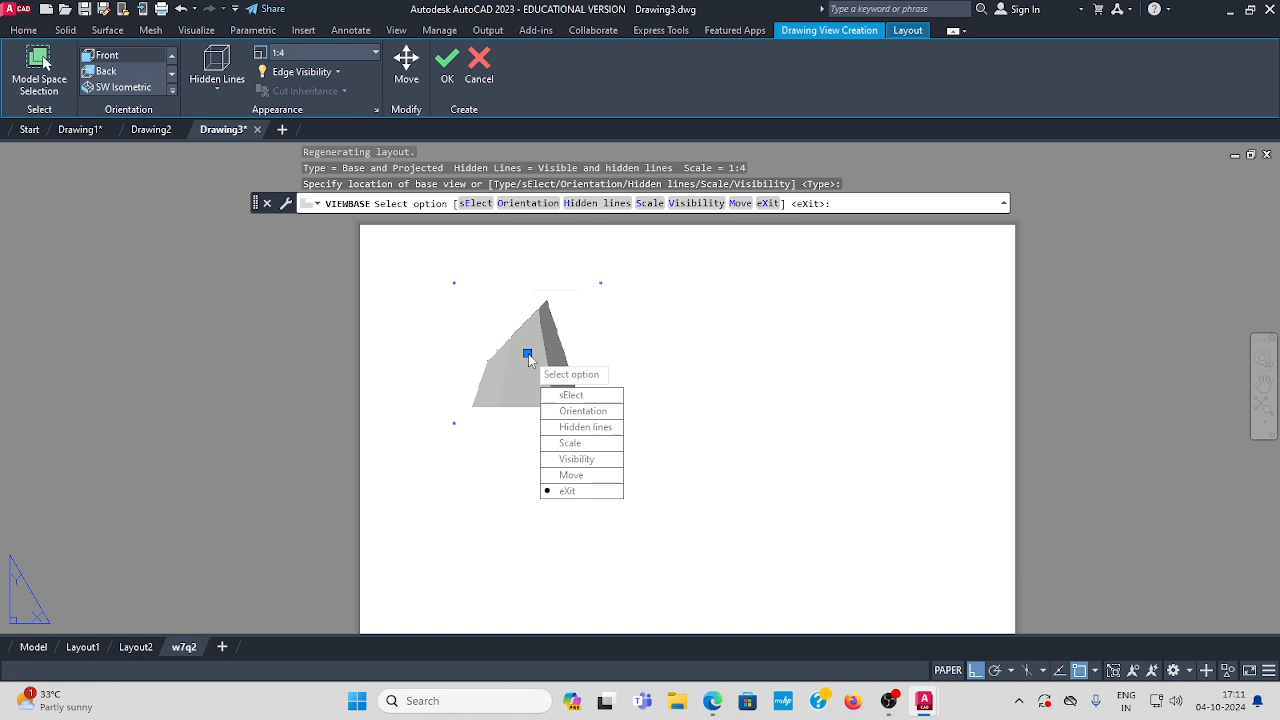 Autodesk AutoCAD 2023 - EDUCATIONAL VERSION Drawing3.dwg
Share
Type a keyword or phrase
Sign In
CAD
Home Solid Surface Mesh Visualize Parametric Insert Annotate View Manage Output Add-ins Collaborate Express Tools Featured Apps Drawing View Creation Layout
Model Space Selection
Select
Front
Back
SW Isometric
Orientation
Hidden Lines
1:4
Edge Visibility
Cut Inheritance
Appearance
Move
Modify
OK
Cancel
Create
Start Drawing1* Drawing2 Drawing3*
Regenerating layout.
Type = Base and Projected Hidden Lines = Visible and hidden lines Scale = 1:4
Specify location of base view or [Type/sElect/Orientation/Hidden lines/Scale/Visibility] <Type>:
VIEWBASE Select option [sElect Orientation Hidden lines Scale Visibility Move eXit] <eXit>:
Select option
sElect
Orientation
Hidden lines
Scale
Visibility
Move
eXit
Y
X
Model Layout1 Layout2 w7q2
PAPER
1
33°C
Partly sunny
Search
ENG
IN
17:11
04-10-2024